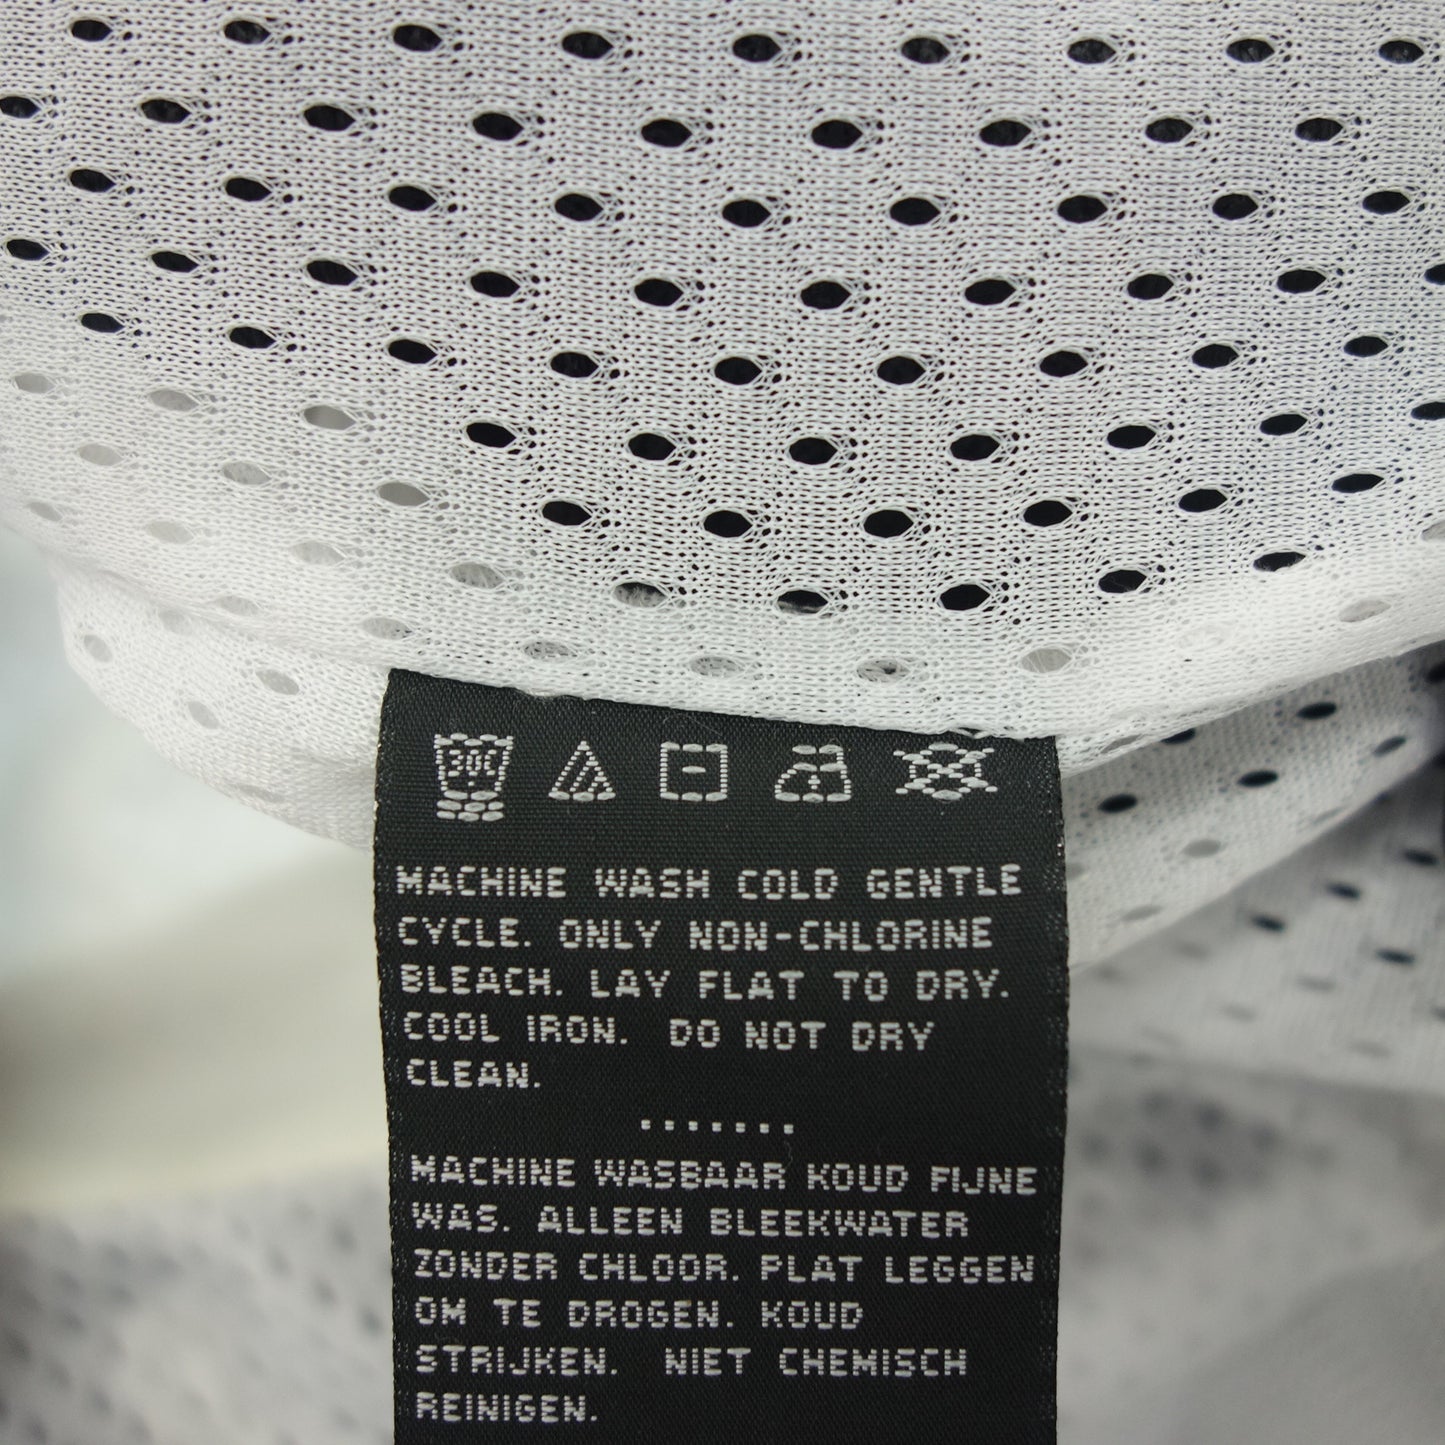 30C
MACHINE WASH COLD GENTLE
CYCLE. ONLY NON-CHLORINE
BLEACH. LAY FLAT TO DRY.
COOL IRON. DO NOT DRY
CLEAN.
.......
MACHINE WASBAAR KOUD FIJNE
WAS. ALLEEN BLEEKWATER
ZONDER CHLOOR. PLAT LEGGEN
OM TE DROGEN. KOUD
STRIJKEN. NIET CHEMISCH
REINIGEN.